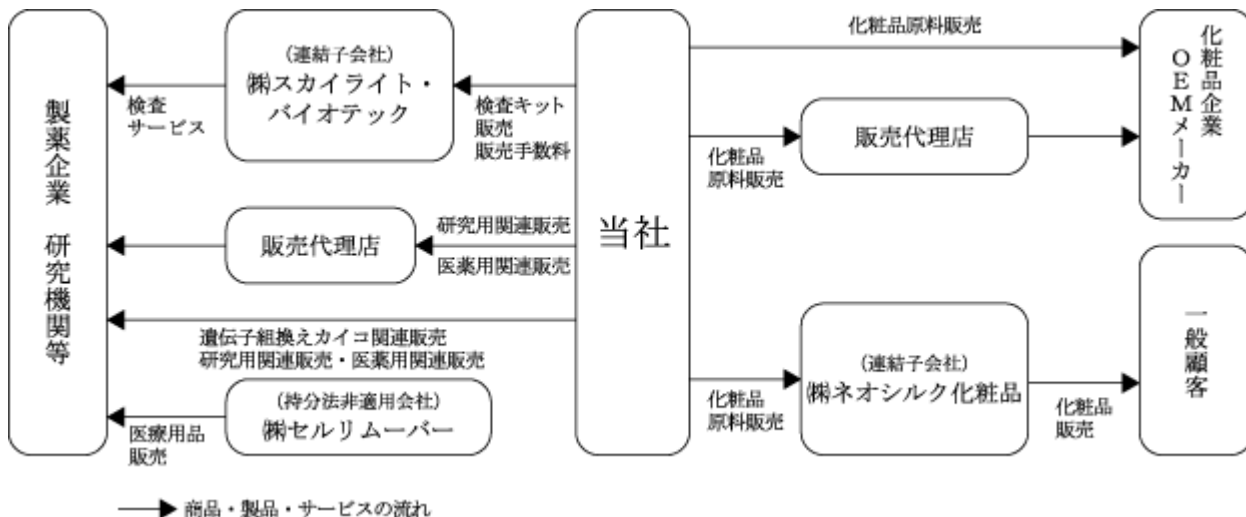 製薬企業 研究機関等
検査
サービス
(連結子会社)
㈱スカイライト・
バイオテック
検査キット
販売
販売手数料
販売代理店
研究用関連販売
医薬用関連販売
遺伝子組換えカイコ関連販売
研究用関連販売・医薬用関連販売
(持分法非適用会社)
㈱セルリムーバー
医療用品
販売
当社
化粧品原料販売
化粧品
原料販売
販売代理店
化粧品企業
OEMメーカー
化粧品
原料販売
(連結子会社)
㈱ネオシルク化粧品
化粧品
販売
一般顧客
商品・製品・サービスの流れ